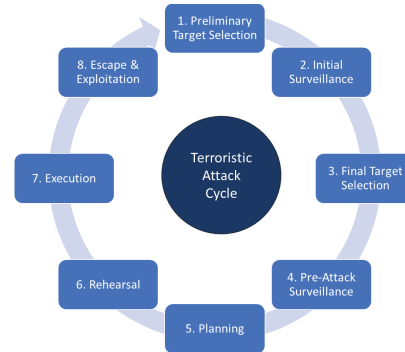 1. Preliminary
Target Selection
2. Initial
Surveillance
3. Final Target
Selection
4. Pre-Attack
Surveillance
5. Planning
6. Rehearsal
7. Execution
8. Escape &
Exploitation
Terroristic
Attack
Cycle